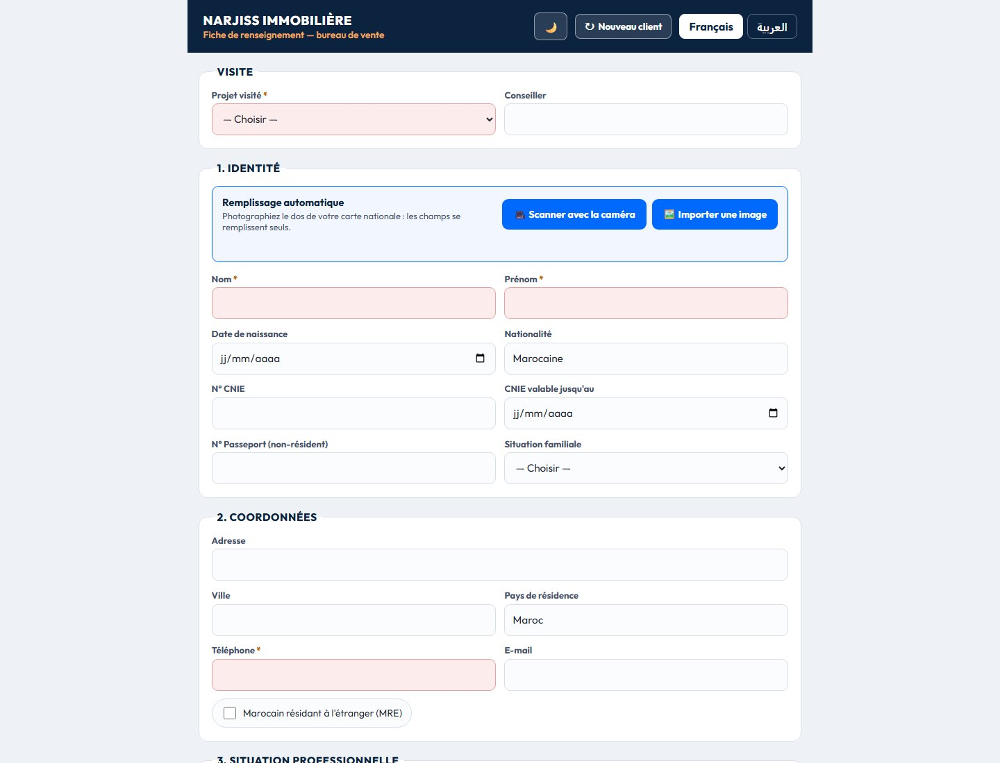 NARJISS IMMOBILIÈRE
Fiche de renseignement — bureau de vente
↻ Nouveau client
Français
العربية
VISITE
Projet visité *
Conseiller
— Choisir —
1. IDENTITÉ
Remplissage automatique
Photographiez le dos de votre carte nationale : les champs se
remplissent seuls.
Scanner avec la caméra
Importer une image
Nom *
Prénom *
Date de naissance
Nationalité
jj/mm/aaaa
Marocaine
N° CNIE
CNIE valable jusqu'au
jj/mm/aaaa
N° Passeport (non-résident)
Situation familiale
— Choisir —
2. COORDONNÉES
Adresse
Ville
Pays de résidence
Maroc
Téléphone *
E-mail
Marocain résidant à l'étranger (MRE)
3. SITUATION PROFESSIONNELLE